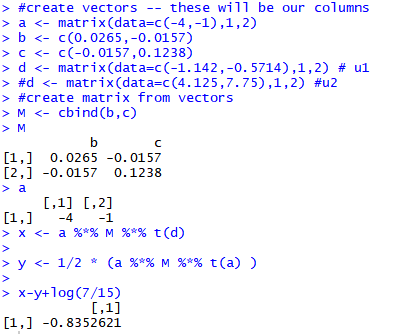 > #create vectors -- these will be our columns
> a <- matrix(data=c(-4,-1),1,2)
> b <- c(0.0265,-0.0157)
> c <- c(-0.0157,0.1238)
> d <- matrix(data=c(-1.142,-0.5714),1,2) # u1
> #d <- matrix(data=c(4.125,7.75),1,2) #u2
> #create matrix from vectors
> M <- cbind(b,c)
> M
b c
[1,] 0.0265 -0.0157
[2,] -0.0157 0.1238
> a
[,1] [,2]
[1,] -4 -1
> x <- a %*% M %*% t(d)
>
> y <- 1/2 * (a %*% M %*% t(a) )
>
> x-y+log(7/15)
[,1]
[1,] -0.8352621